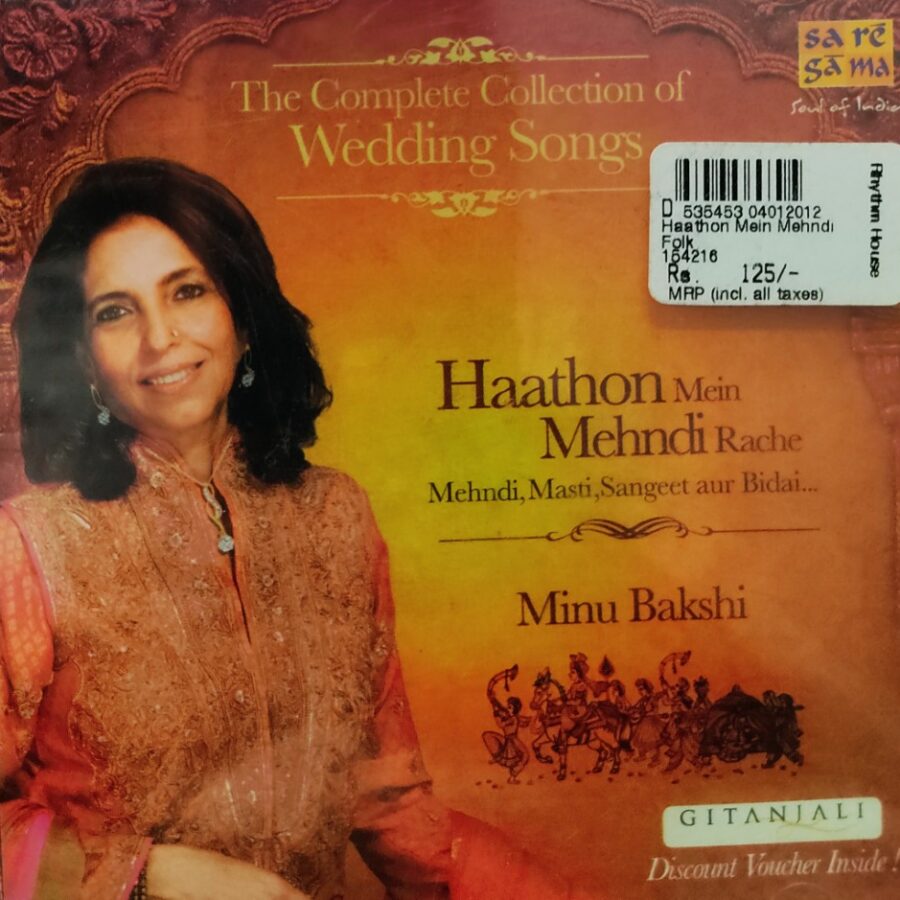 The Complete Collection of
Wedding Songs
sa rē
ga ma
Soul of India
D 535453 04012012
Haathon Mein Mehndi
Folk
154216
Rs. 125/-
MRP (incl. all taxes)
Rhythm House
Haathon Mein
Mehndi Rache
Mehndi, Masti, Sangeet aur Bidai...
Minu Bakshi
GITANJALI
Discount Voucher Inside !